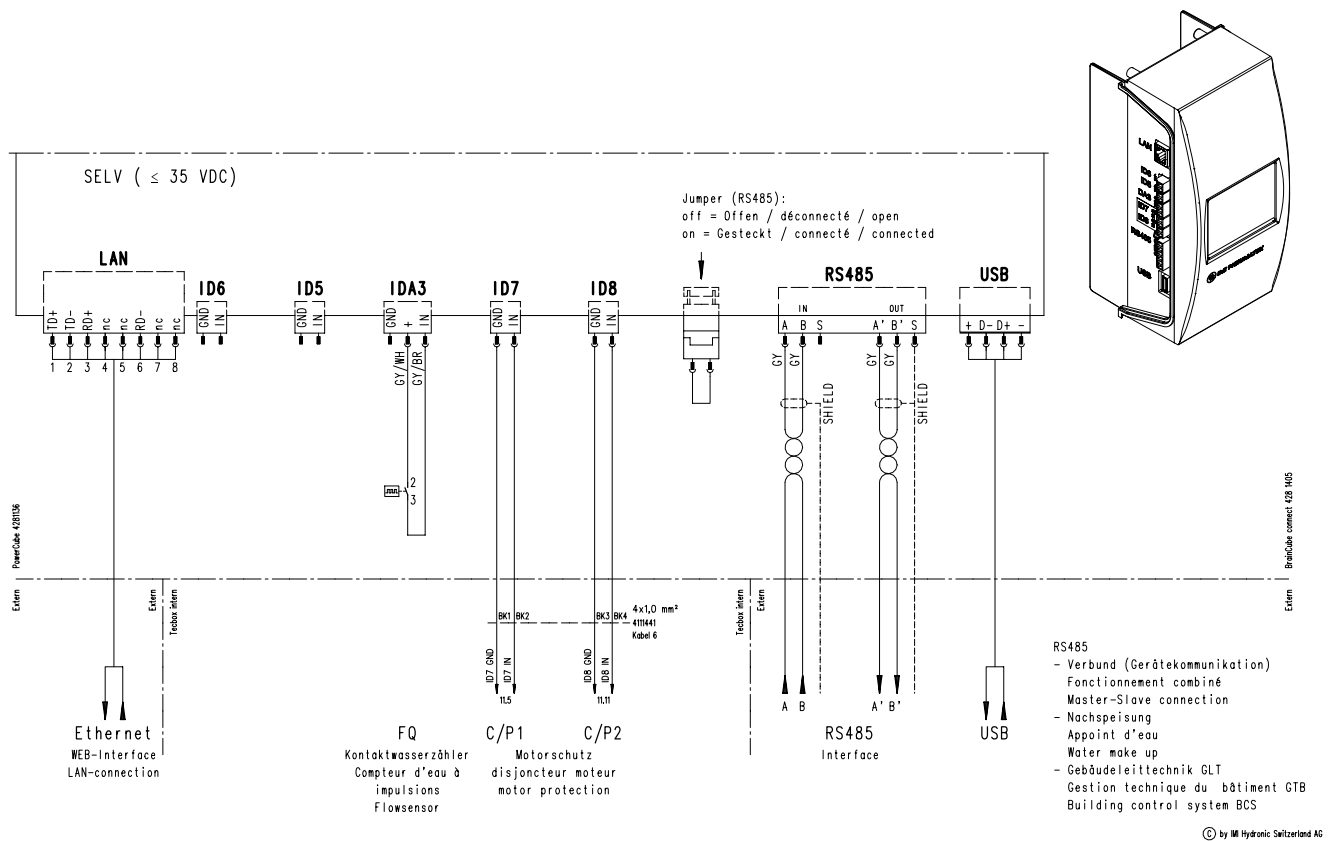 SELV ( ≤ 35 VDC)
Jumper (RS485):
off = Offen / déconnecté / open
on = Gesteckt / connecté / connected
LAN
ID6
ID5
IDA3
ID7
ID8
RS485
USB
IN OUT
TD+ TD- RD+ nc nc RD- nc nc
GND IN
GND IN
GND + IN
GND IN
GND IN
A B S A' B' S
+ D- D+ -
1 2 3 4 5 6 7 8
GY/WH GY/BR
GY GY
GY GY
SHIELD
SHIELD
2
3
PowerCube 4281136
BrainCube connect 428 1405
Extern
Extern
Tecbox intern
Tecbox intern
Extern
Extern
BK1 BK2
BK3 BK4
4x1,0 mm²
4111441
Kabel 6
ID7 GND
ID7 IN
ID8 GND
ID8 IN
11.5
11.11
A B
A' B'
Ethernet
WEB-Interface
LAN-connection
FQ
Kontaktwasserzähler
Compteur d'eau à
impulsions
Flowsensor
C/P1
C/P2
Motorschutz
disjoncteur moteur
motor protection
RS485
Interface
USB
RS485
- Verbund (Gerätekommunikation)
Fonctionnement combiné
Master-Slave connection
- Nachspeisung
Appoint d'eau
Water make up
- Gebäudeleittechnik GLT
Gestion technique du bâtiment GTB
Building control system BCS
LAN
ID7
RS485
USB
© by IMI Hydronic Switzerland AG